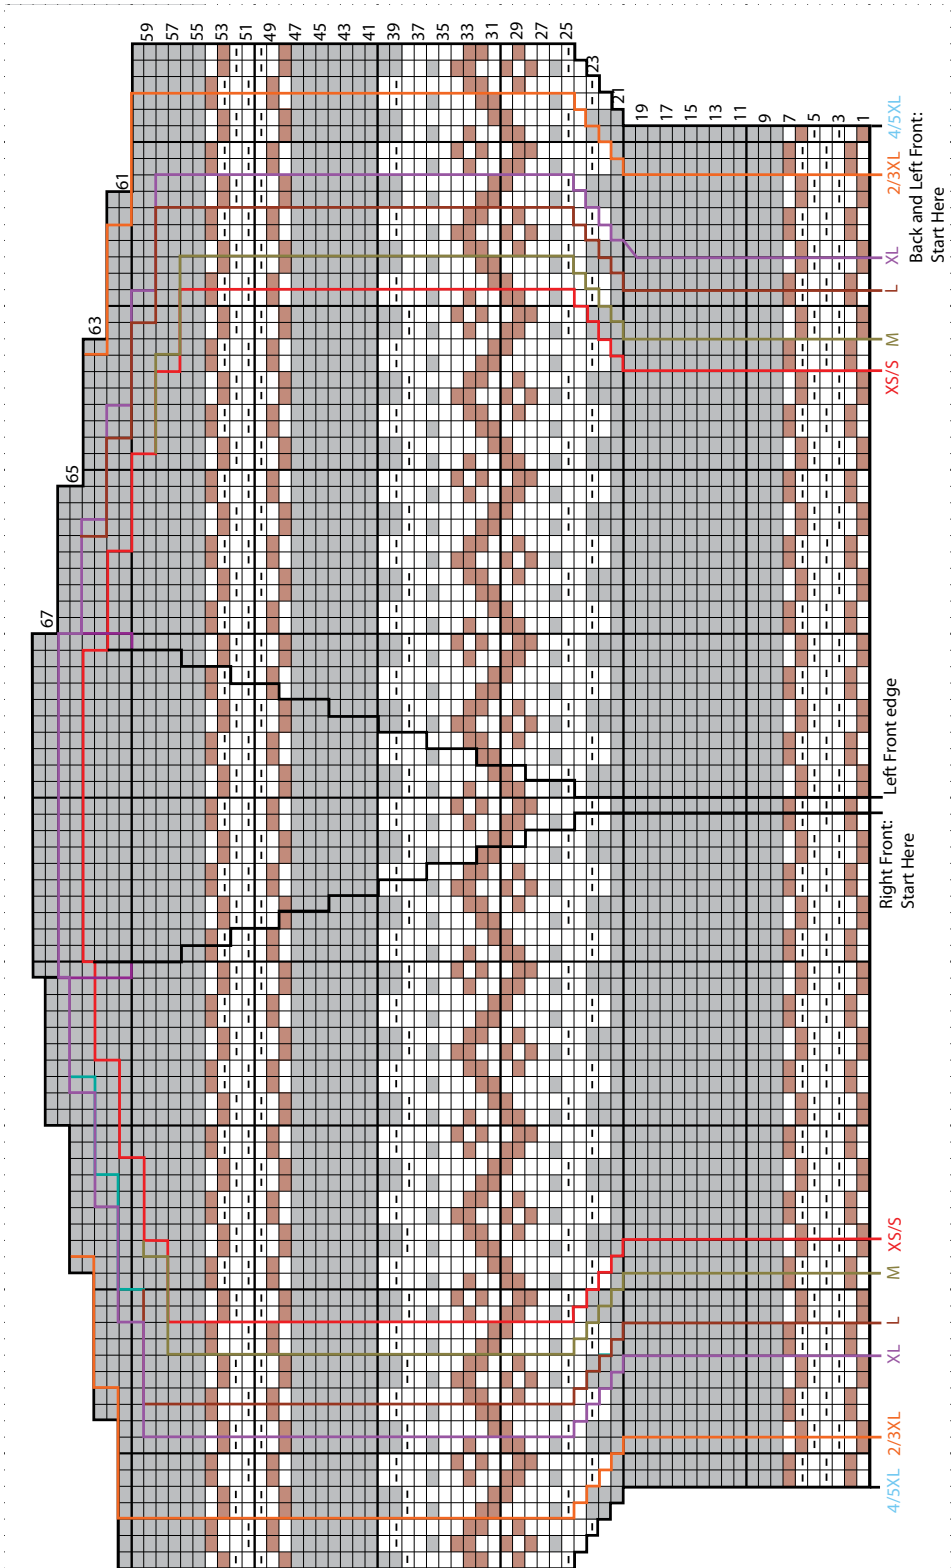 59
57
55
53
51
49
47
45
43
41
39
37
35
33
31
29
27
25
23
21
19
17
15
13
11
9
7
5
3
1
61
63
65
67
4/5XL
2/3XL
XL
L
M
XS/S
Back and Left Front:
Start Here
Left Front edge
Right Front:
Start Here
XS/S
M
L
XL
2/3XL
4/5XL